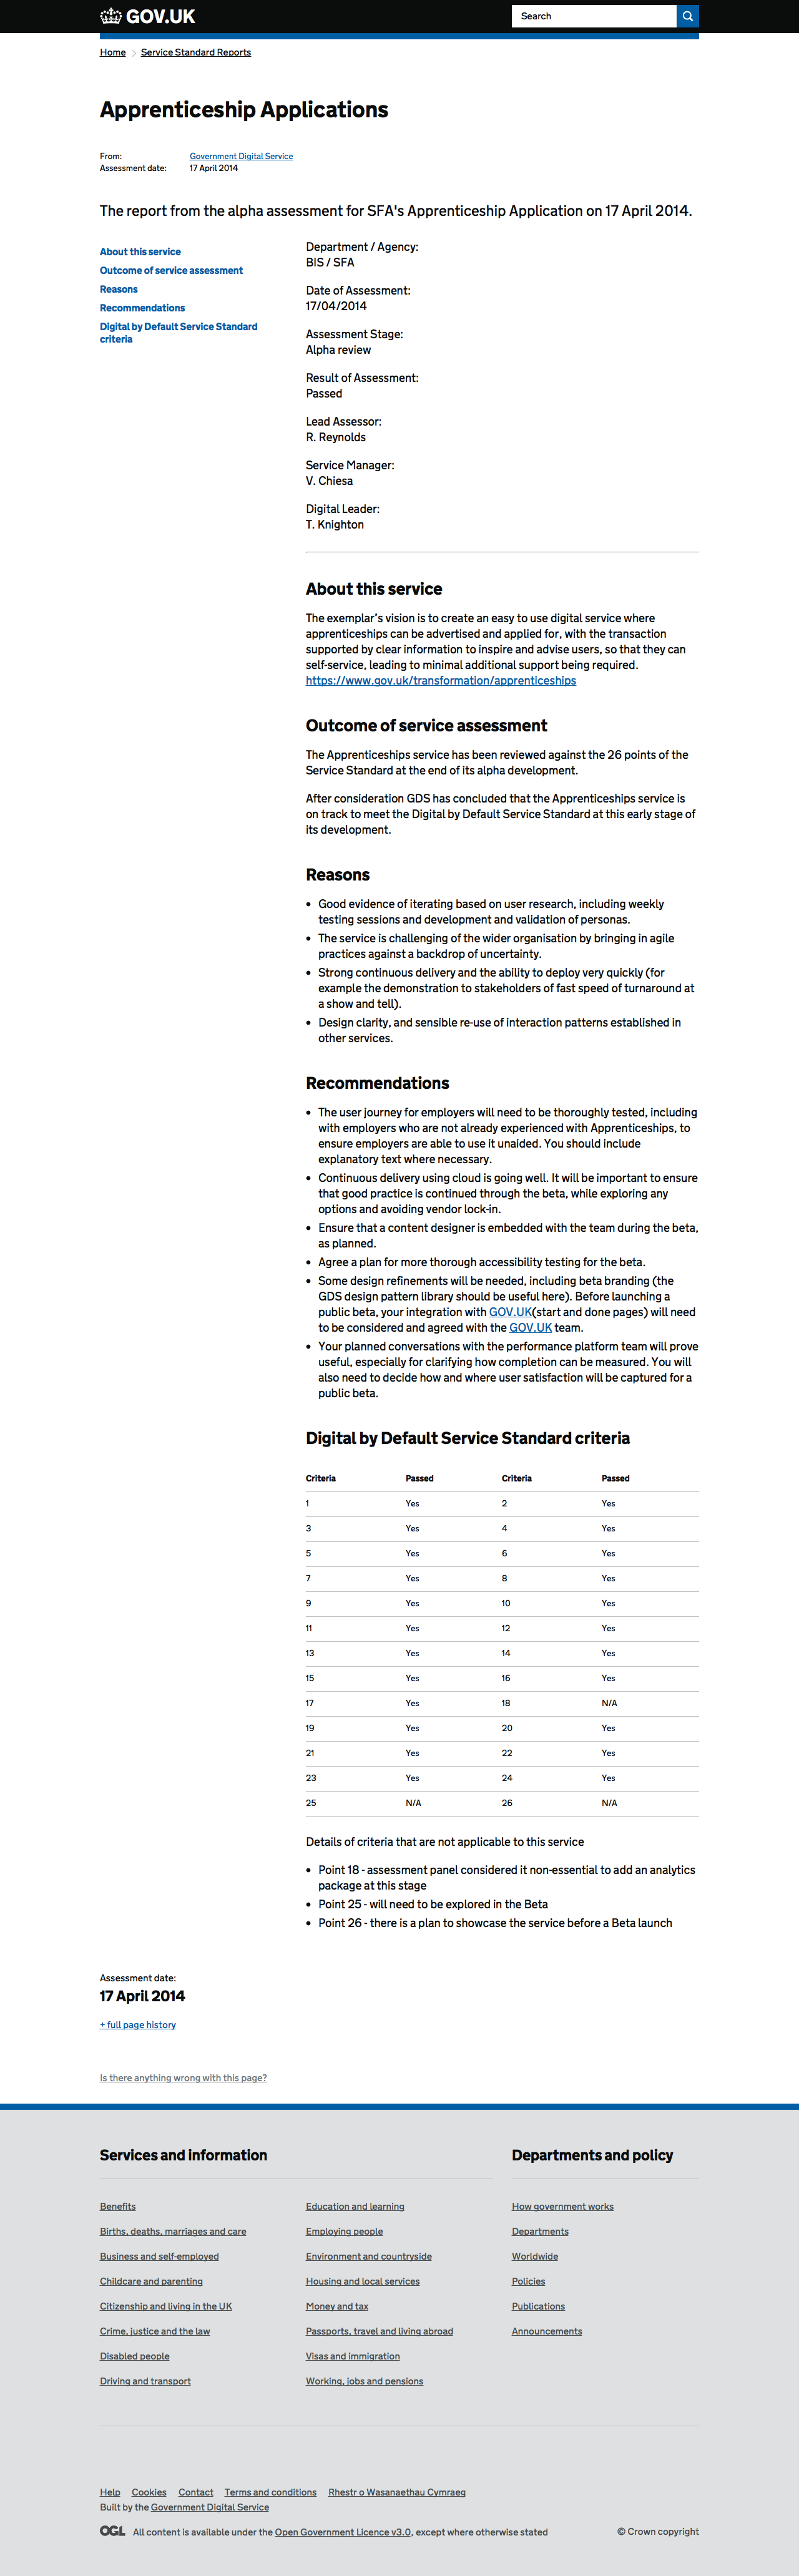 GOV.UK
Search
Home
Service Standard Reports
Apprenticeship Applications
From: Government Digital Service
Assessment date: 17 April 2014
The report from the alpha assessment for SFA's Apprenticeship Application on 17 April 2014.
About this service
Outcome of service assessment
Reasons
Recommendations
Digital by Default Service Standard
criteria
Department / Agency:
BIS / SFA
Date of Assessment:
17/04/2014
Assessment Stage:
Alpha review
Result of Assessment:
Passed
Lead Assessor:
R. Reynolds
Service Manager:
V. Chiesa
Digital Leader:
T. Knighton
About this service
The exemplar's vision is to create an easy to use digital service where
apprenticeships can be advertised and applied for, with the transaction
supported by clear information to inspire and advise users, so that they can
self-service, leading to minimal additional support being required.
https://www.gov.uk/transformation/apprenticeships
Outcome of service assessment
The Apprenticeships service has been reviewed against the 26 points of the
Service Standard at the end of its alpha development.
After consideration GDS has concluded that the Apprenticeships service is
on track to meet the Digital by Default Service Standard at this early stage of
its development.
Reasons
• Good evidence of iterating based on user research, including weekly
testing sessions and development and validation of personas.
• The service is challenging of the wider organisation by bringing in agile
practices against a backdrop of uncertainty.
• Strong continuous delivery and the ability to deploy very quickly (for
example the demonstration to stakeholders of fast speed of turnaround at
a show and tell).
• Design clarity, and sensible re-use of interaction patterns established in
other services.
Recommendations
• The user journey for employers will need to be thoroughly tested, including
with employers who are not already experienced with Apprenticeships, to
ensure employers are able to use it unaided. You should include
explanatory text where necessary.
• Continuous delivery using cloud is going well. It will be important to ensure
that good practice is continued through the beta, while exploring any
options and avoiding vendor lock-in.
• Ensure that a content designer is embedded with the team during the beta,
as planned.
• Agree a plan for more thorough accessibility testing for the beta.
• Some design refinements will be needed, including beta branding (the
GDS design pattern library should be useful here). Before launching a
public beta, your integration with GOV.UK(start and done pages) will need
to be considered and agreed with the GOV.UK team.
• Your planned conversations with the performance platform team will prove
useful, especially for clarifying how completion can be measured. You will
also need to decide how and where user satisfaction will be captured for a
public beta.
Digital by Default Service Standard criteria
Criteria Passed Criteria Passed
1 Yes 2 Yes
3 Yes 4 Yes
5 Yes 6 Yes
7 Yes 8 Yes
9 Yes 10 Yes
11 Yes 12 Yes
13 Yes 14 Yes
15 Yes 16 Yes
17 Yes 18 N/A
19 Yes 20 Yes
21 Yes 22 Yes
23 Yes 24 Yes
25 N/A 26 N/A
Details of criteria that are not applicable to this service
• Point 18 - assessment panel considered it non-essential to add an analytics
package at this stage
• Point 25 - will need to be explored in the Beta
• Point 26 - there is a plan to showcase the service before a Beta launch
Assessment date:
17 April 2014
+ full page history
Is there anything wrong with this page?
Services and information
Benefits
Births, deaths, marriages and care
Business and self-employed
Childcare and parenting
Citizenship and living in the UK
Crime, justice and the law
Disabled people
Driving and transport
Education and learning
Employing people
Environment and countryside
Housing and local services
Money and tax
Passports, travel and living abroad
Visas and immigration
Working, jobs and pensions
Departments and policy
How government works
Departments
Worldwide
Policies
Publications
Announcements
Help Cookies Contact Terms and conditions Rhestr o Wasanaethau Cymraeg
Built by the Government Digital Service
OGL All content is available under the Open Government Licence v3.0, except where otherwise stated
© Crown copyright